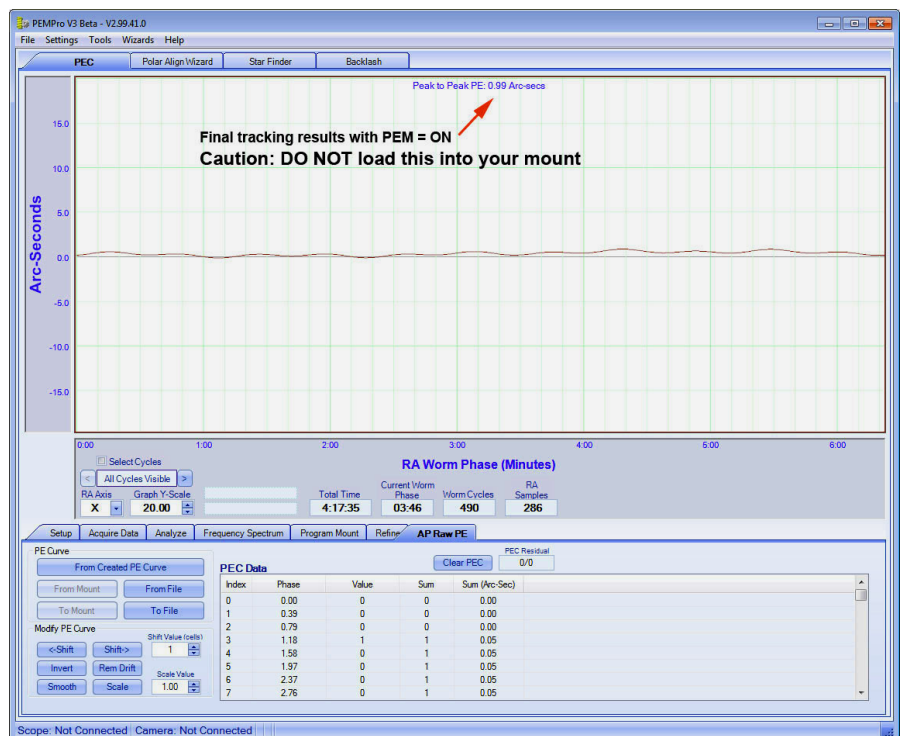 PEMPro V3 Beta - V2.99.41.0
File Settings Tools Wizards Help
PEC Polar Align Wizard Star Finder Backlash
Peak to Peak PE: 0.99 Arc-secs
Final tracking results with PEM = ON
Caution: DO NOT load this into your mount
Arc-Seconds
15.0
10.0
5.0
0.0
-5.0
-10.0
-15.0
0:00 1:00 2:00 3:00 4:00 5:00 6:00
RA Worm Phase (Minutes)
Select Cycles
< All Cycles Visible >
RA Axis Graph Y-Scale Total Time Current Worm Phase Worm Cycles RA Samples
X 20.00 4:17:35 03:46 490 286
Setup Acquire Data Analyze Frequency Spectrum Program Mount Refine AP Raw PE
PE Curve
From Created PE Curve
From Mount From File
To Mount To File
Modify PE Curve
Shift Value (cells)
<-Shift Shift-> 1
Invert Rem Drift Scale Value
Smooth Scale 1.00
PEC Data Clear PEC PEC Residual 0/0
Index Phase Value Sum Sum (Arc-Sec)
0 0.00 0 0 0.00
1 0.39 0 0 0.00
2 0.79 0 0 0.00
3 1.18 1 1 0.05
4 1.58 0 1 0.05
5 1.97 0 1 0.05
6 2.37 0 1 0.05
7 2.76 0 1 0.05
Scope: Not Connected Camera: Not Connected